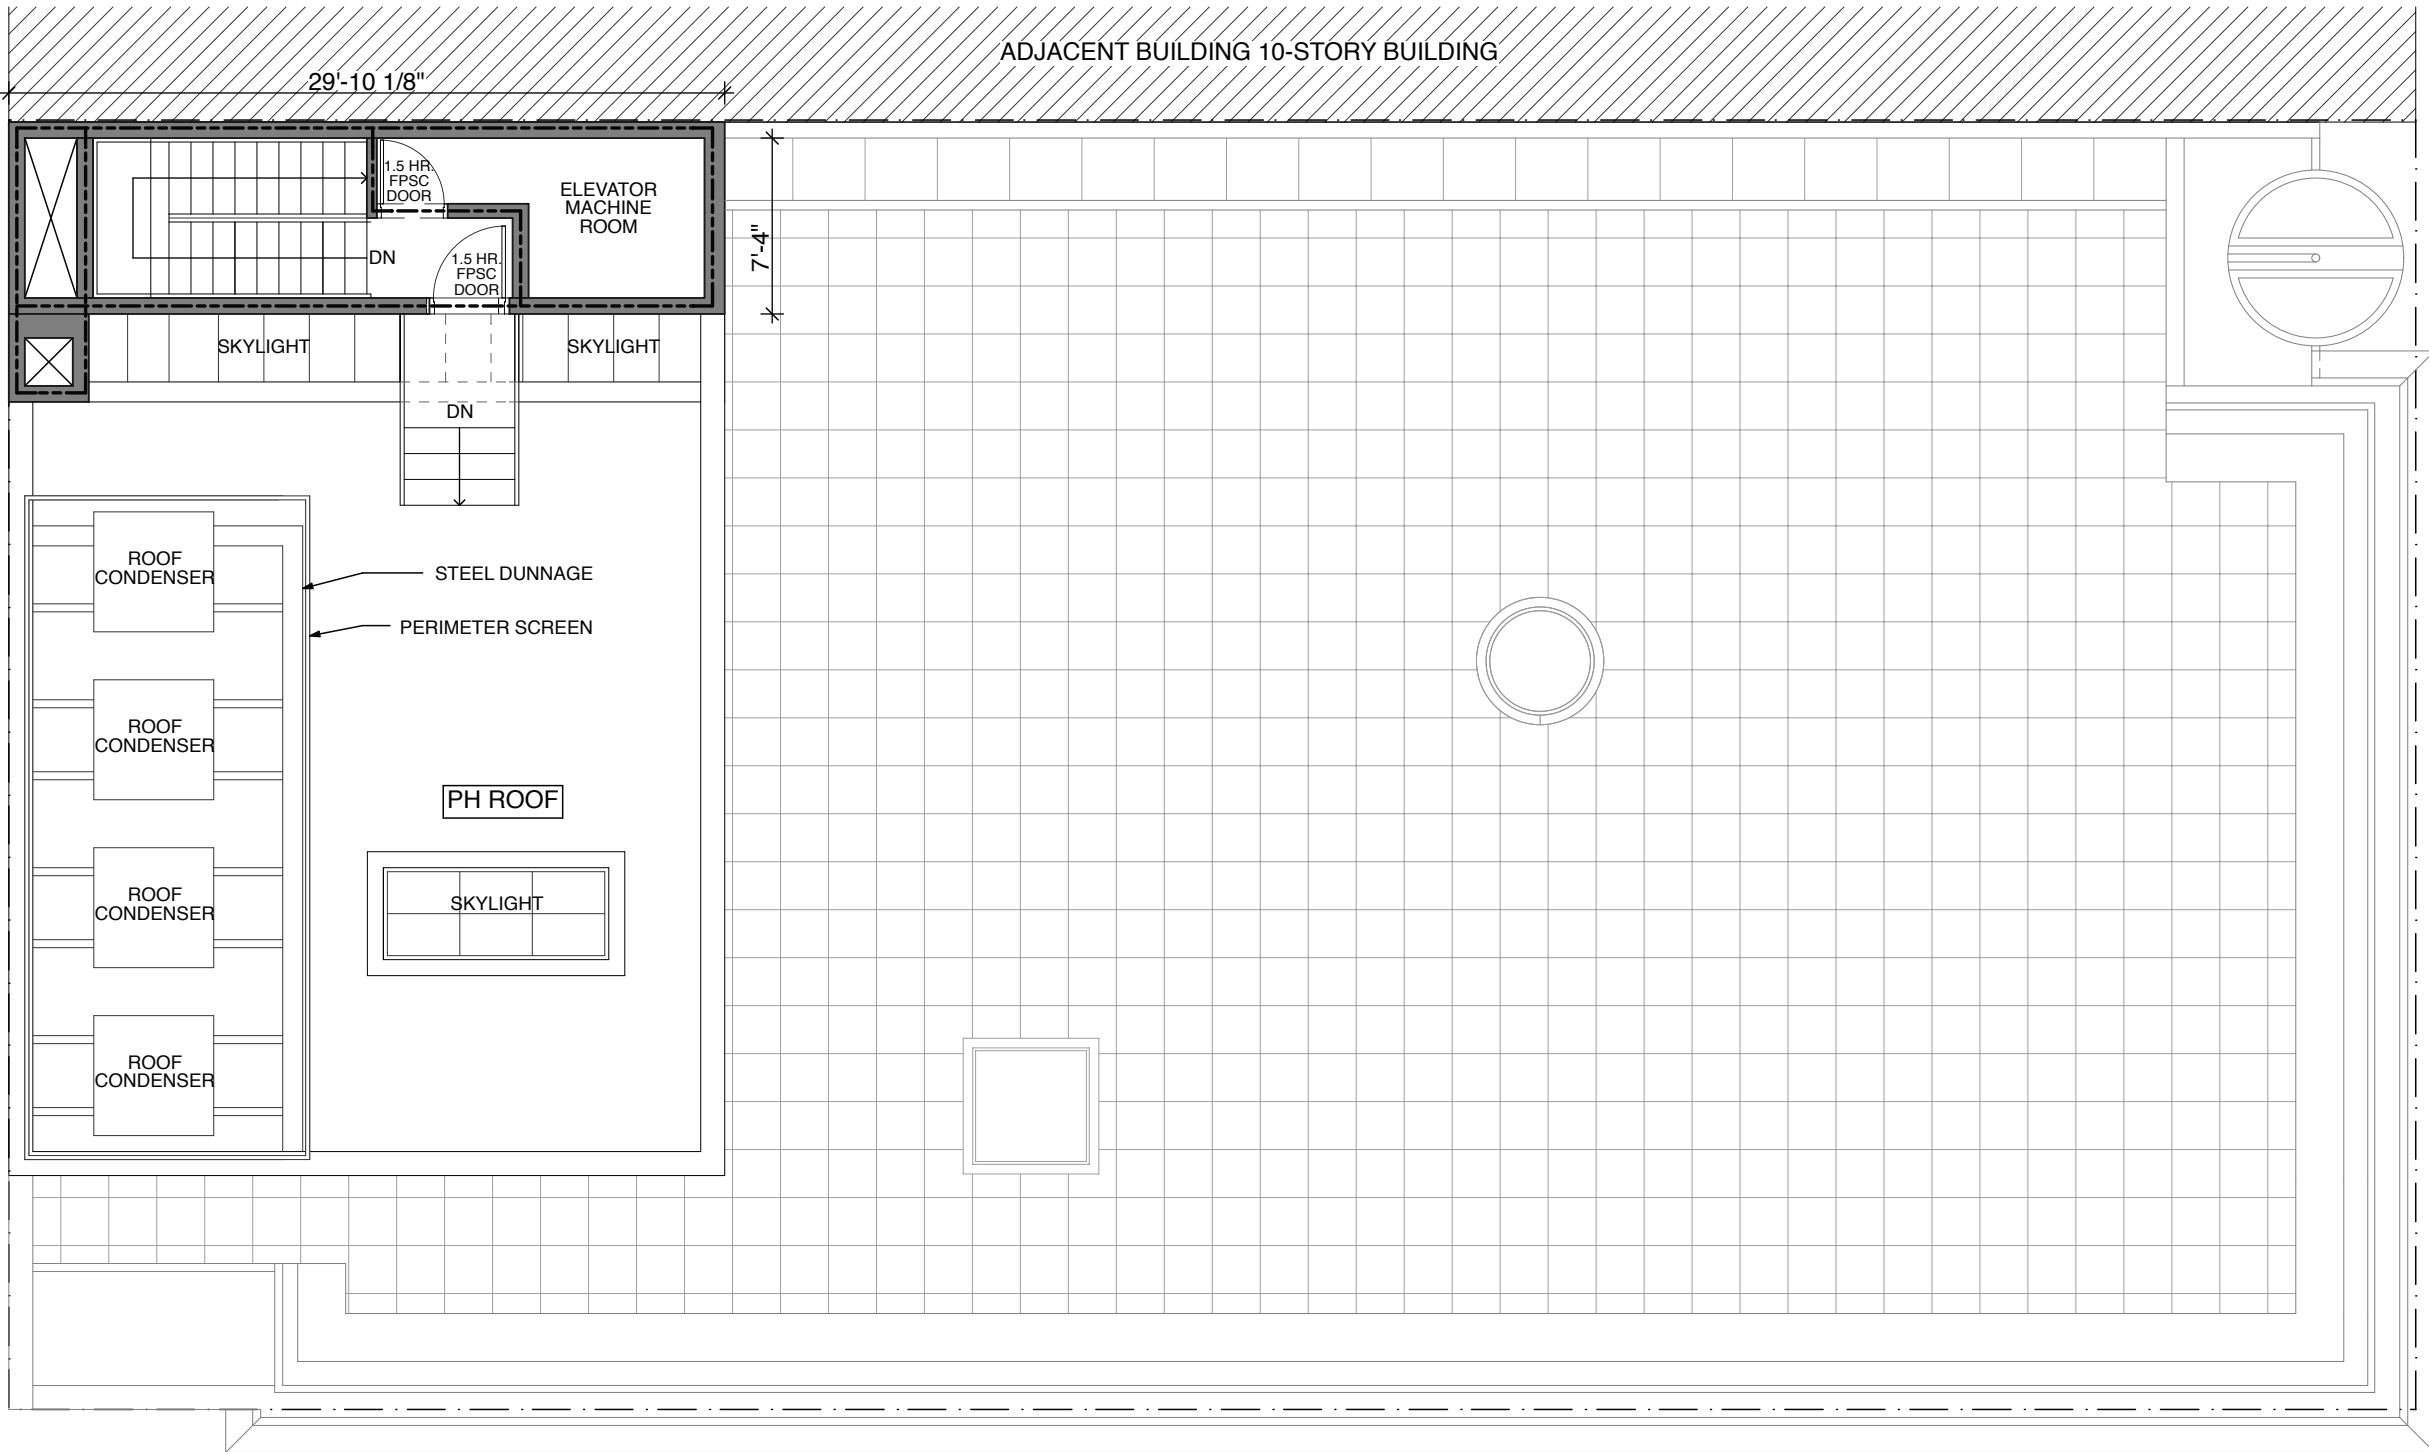 ADJACENT BUILDING 10-STORY BUILDING
29'-10 1/8"
1.5 HR.
FPSC
DOOR
ELEVATOR
MACHINE
ROOM
7'-4"
DN
1.5 HR.
FPSC
DOOR
SKYLIGHT
SKYLIGHT
DN
ROOF
CONDENSER
STEEL DUNNAGE
PERIMETER SCREEN
ROOF
CONDENSER
PH ROOF
ROOF
CONDENSER
SKYLIGHT
ROOF
CONDENSER